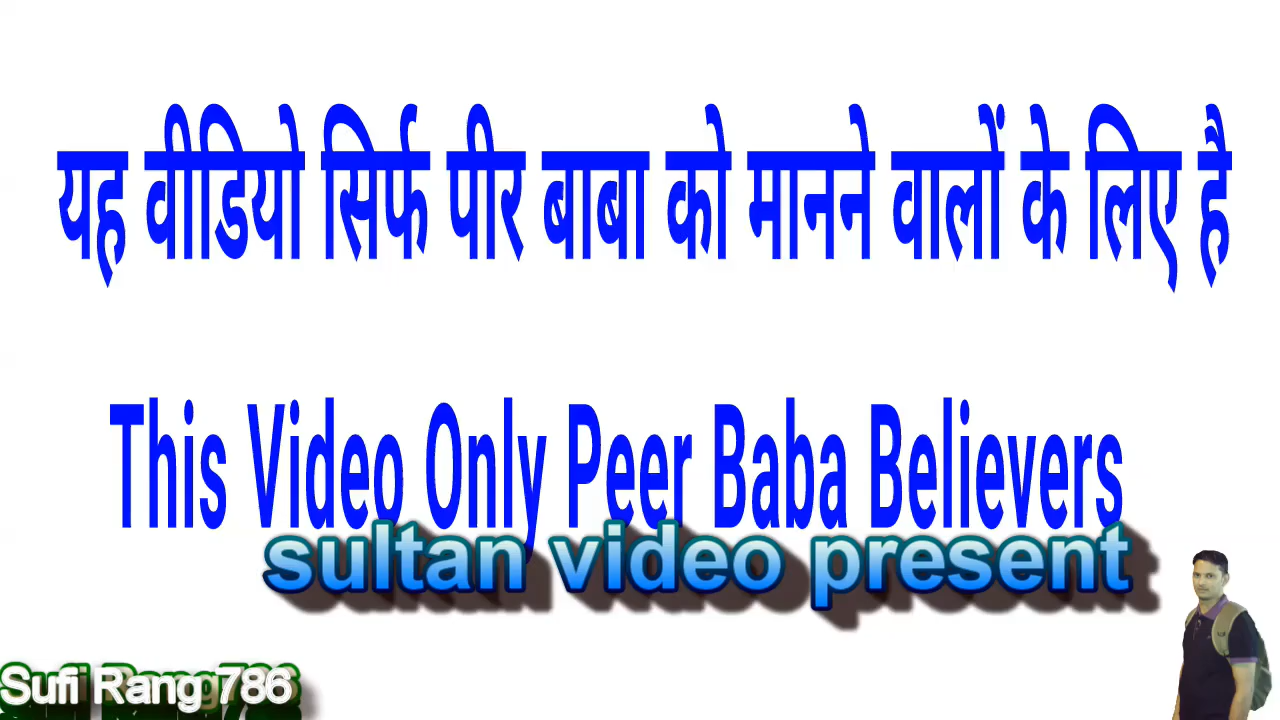 यह वीडियो सिर्फ पीर बाबा को मानने वालों के लिए है
This Video Only Peer Baba Believers
sultan video present
Sufi Rang 786